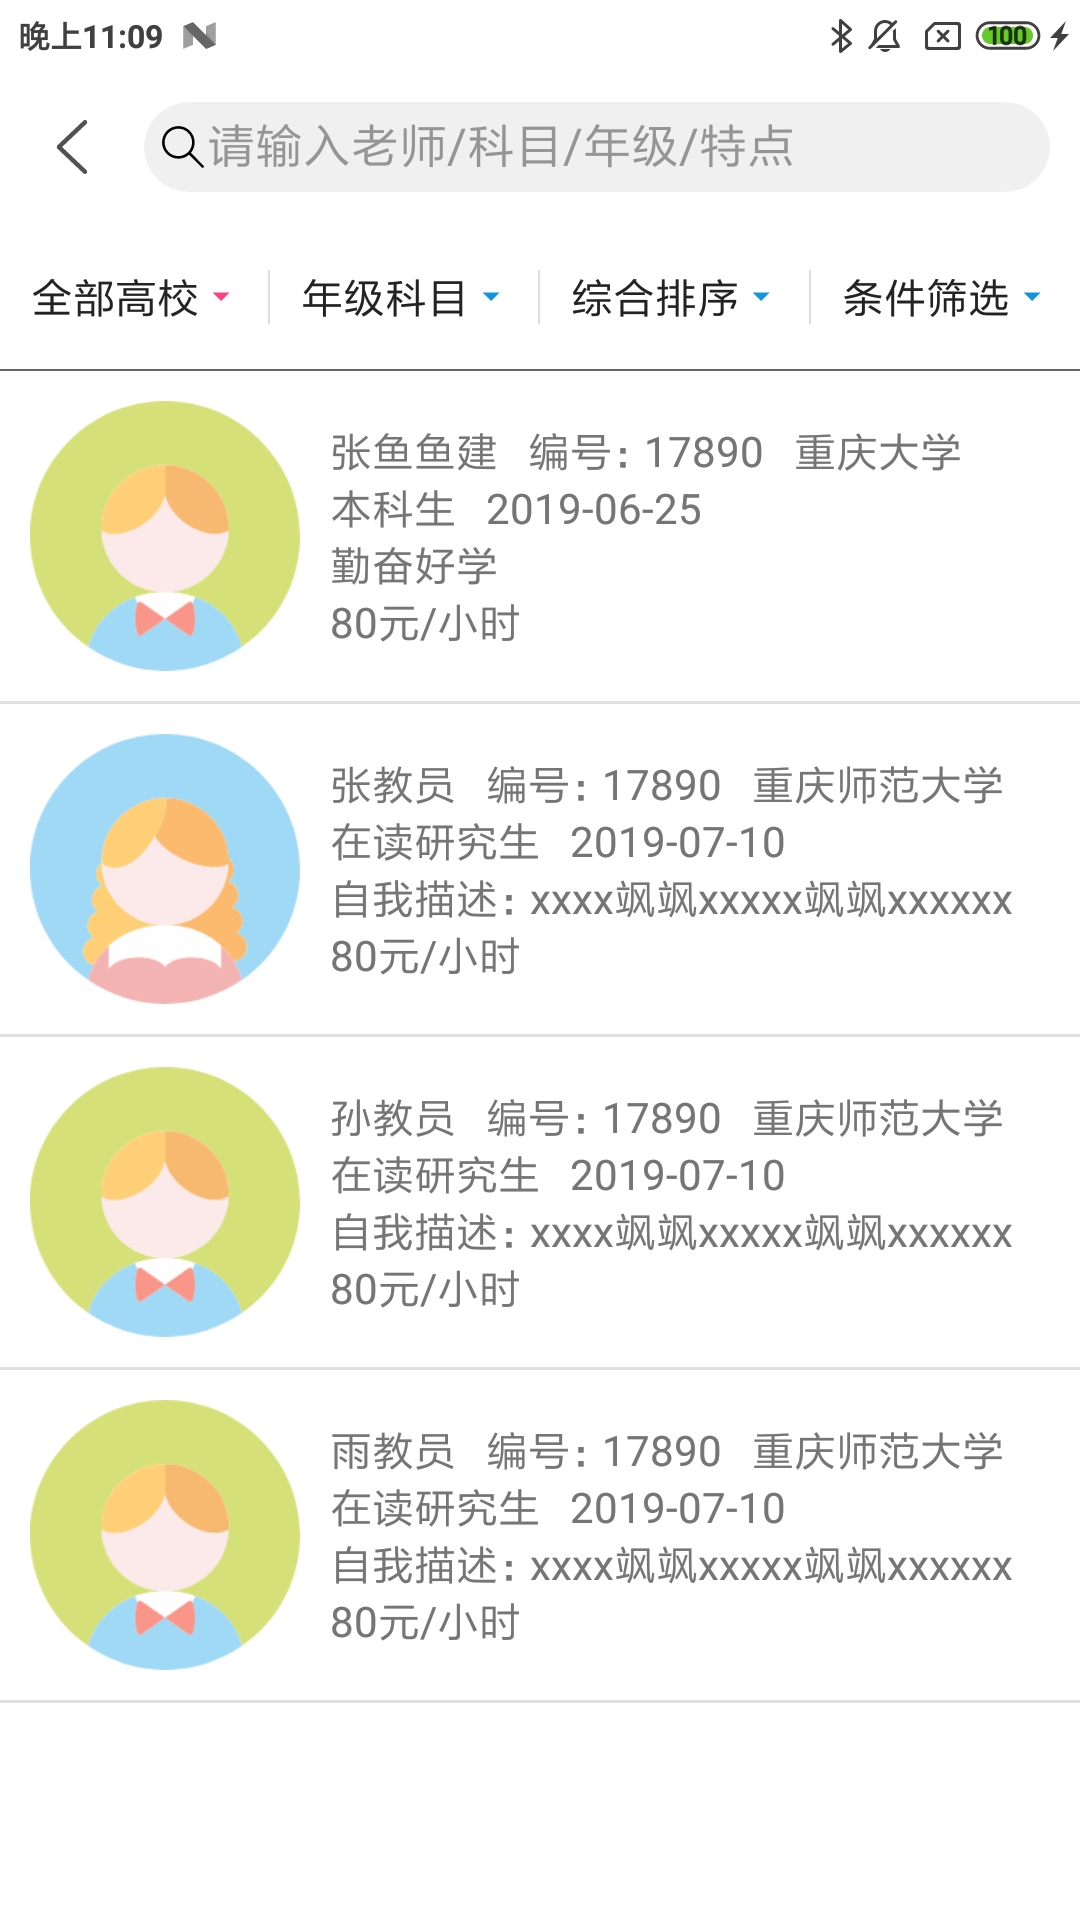 晚上11:09
100
请输入老师/科目/年级/特点
全部高校 年级科目 综合排序 条件筛选
张鱼鱼建 编号：17890 重庆大学
本科生 2019-06-25
勤奋好学
80元/小时
张教员 编号：17890 重庆师范大学
在读研究生 2019-07-10
自我描述：xxxx飒飒xxxxx飒飒xxxxxx
80元/小时
孙教员 编号：17890 重庆师范大学
在读研究生 2019-07-10
自我描述：xxxx飒飒xxxxx飒飒xxxxxx
80元/小时
雨教员 编号：17890 重庆师范大学
在读研究生 2019-07-10
自我描述：xxxx飒飒xxxxx飒飒xxxxxx
80元/小时